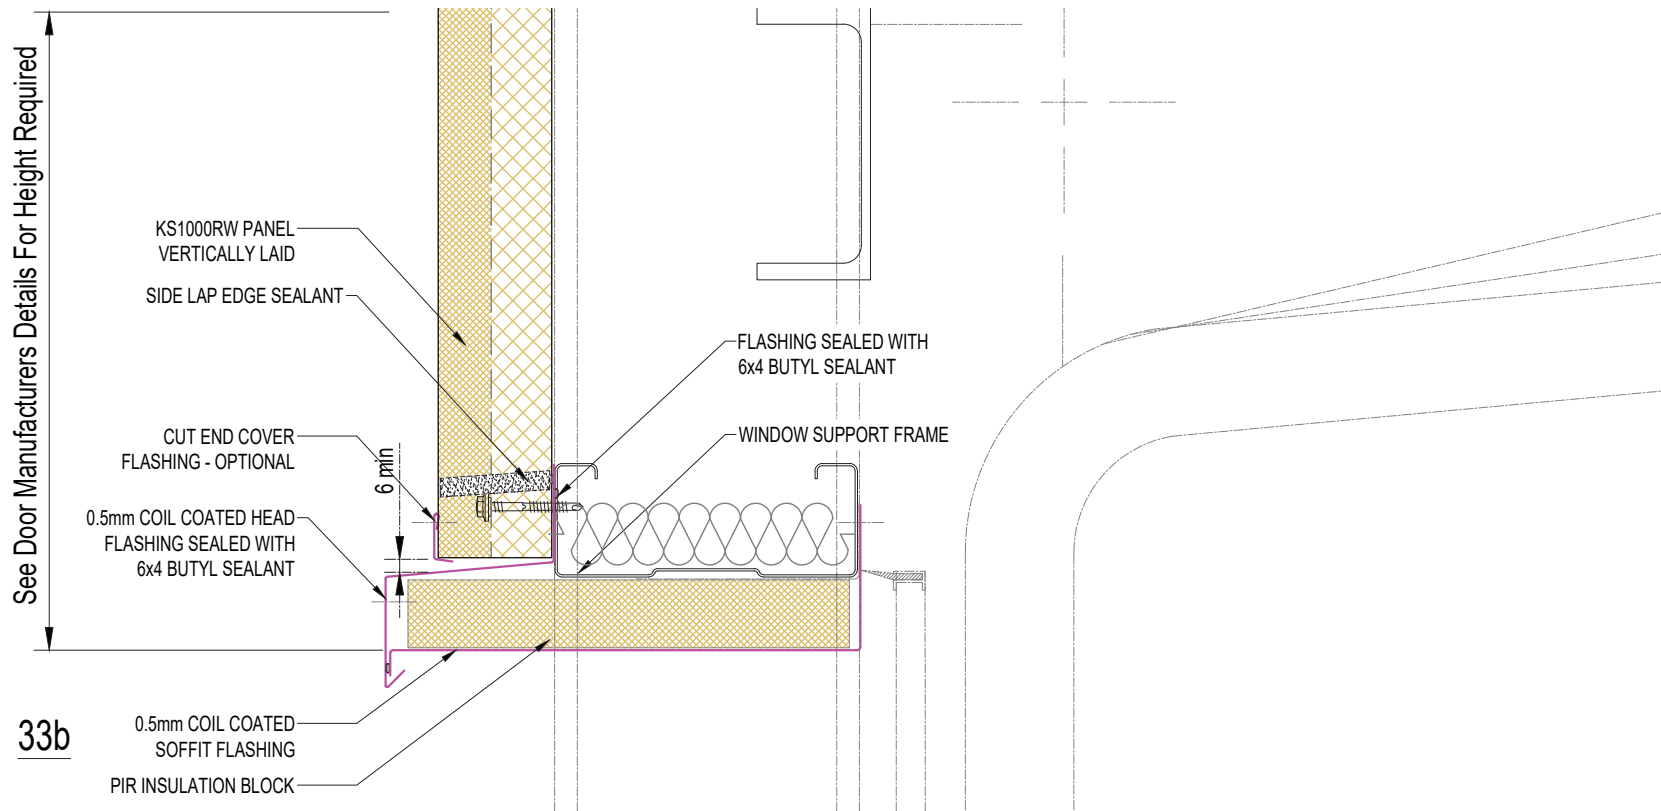 See Door Manufacturers Details For Height Required
KS1000RW PANEL
VERTICALLY LAID
SIDE LAP EDGE SEALANT
FLASHING SEALED WITH
6x4 BUTYL SEALANT
CUT END COVER
FLASHING - OPTIONAL
6 min
WINDOW SUPPORT FRAME
0.5mm COIL COATED HEAD
FLASHING SEALED WITH
6x4 BUTYL SEALANT
33b
0.5mm COIL COATED
SOFFIT FLASHING
PIR INSULATION BLOCK